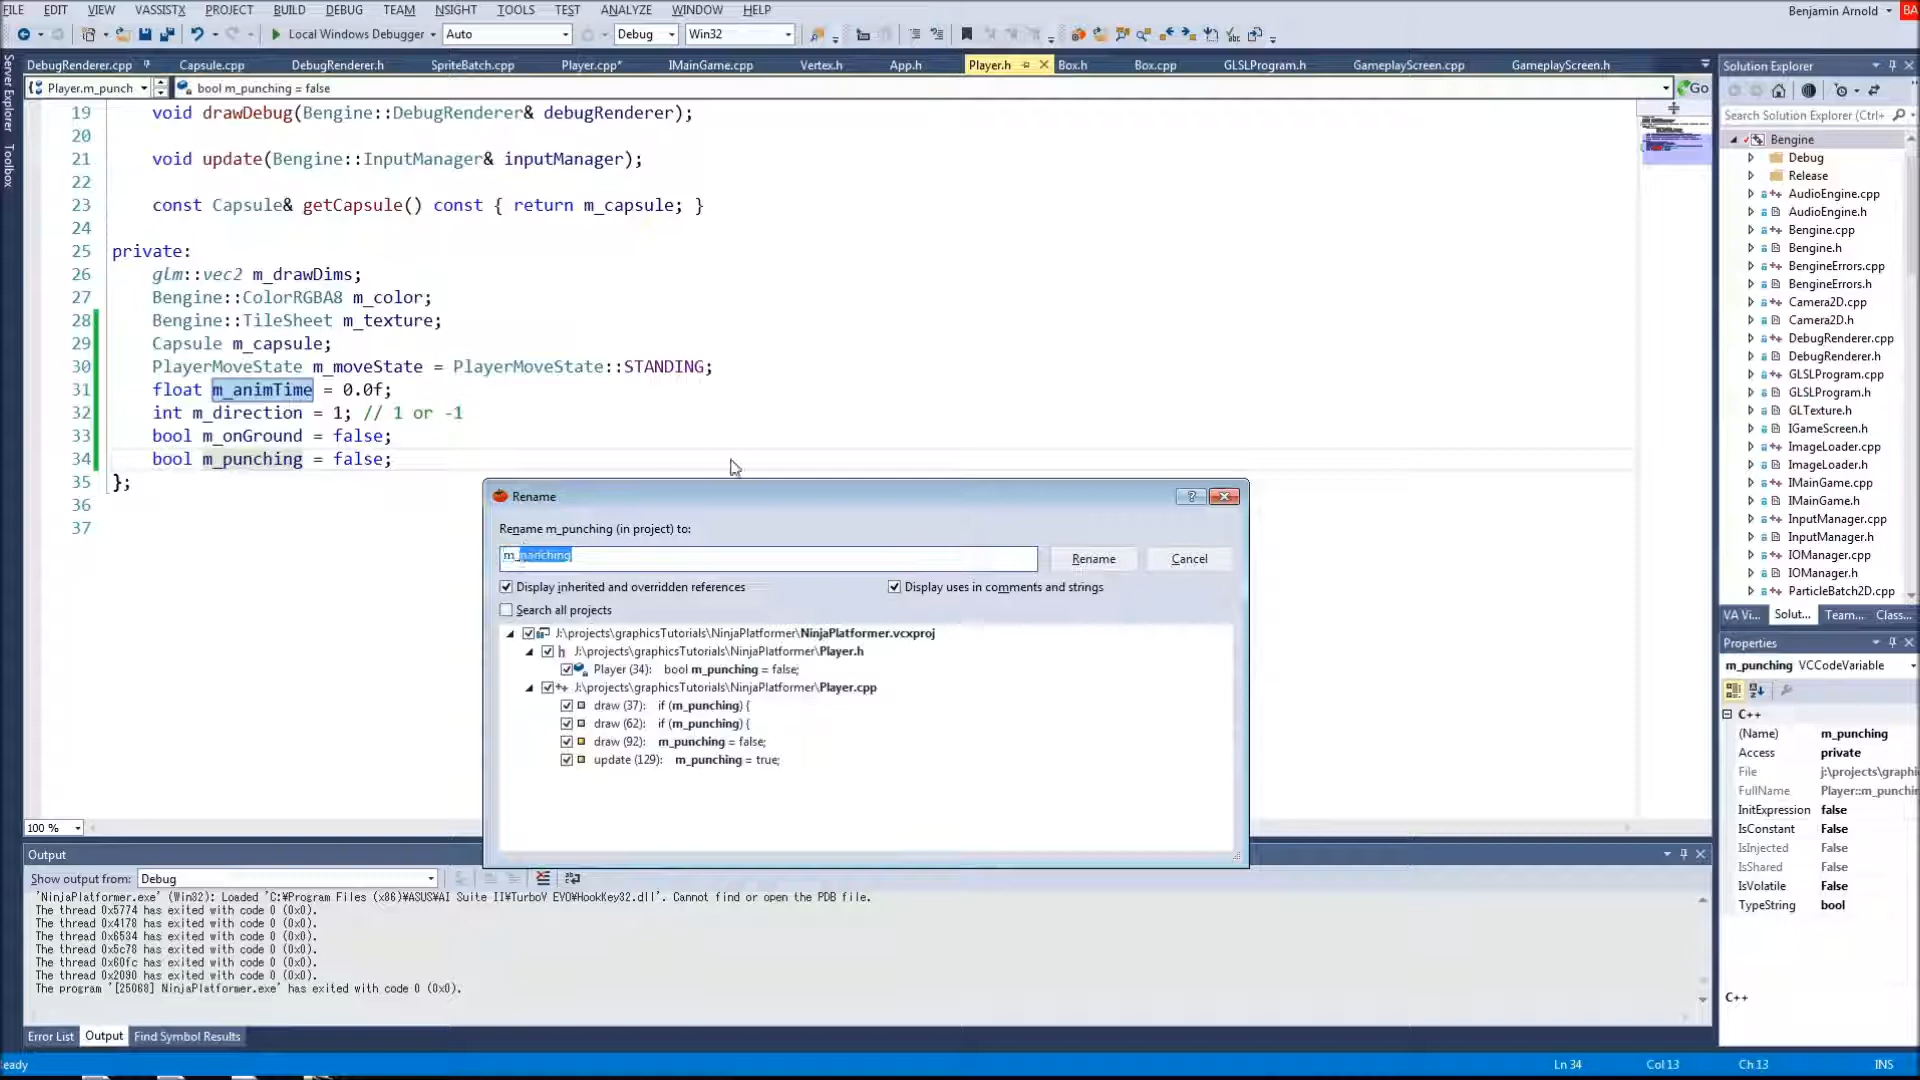 FILE EDIT VIEW VASSISTX PROJECT BUILD DEBUG TEAM NSIGHT TOOLS TEST ANALYZE WINDOW HELP Benjamin Arnold BA
Local Windows Debugger Auto Debug Win32
DebugRenderer.cpp Capsule.cpp DebugRenderer.h SpriteBatch.cpp Player.cpp* IMainGame.cpp Vertex.h App.h Player.h Box.h Box.cpp GLSLProgram.h GameplayScreen.cpp GameplayScreen.h
Player.m_punch bool m_punching = false Go
Server Explorer
Toolbox
19 void drawDebug(Bengine::DebugRenderer& debugRenderer);
20
21 void update(Bengine::InputManager& inputManager);
22
23 const Capsule& getCapsule() const { return m_capsule; }
24
25 private:
26 glm::vec2 m_drawDims;
27 Bengine::ColorRGBA8 m_color;
28 Bengine::TileSheet m_texture;
29 Capsule m_capsule;
30 PlayerMoveState m_moveState = PlayerMoveState::STANDING;
31 float m_animTime = 0.0f;
32 int m_direction = 1; // 1 or -1
33 bool m_onGround = false;
34 bool m_punching = false;
35 };
36
37
100 %
Rename
Rename m_punching (in project) to:
Rename Cancel
Display inherited and overridden references Display uses in comments and strings
Search all projects
J:\projects\graphicsTutorials\NinjaPlatformer\NinjaPlatformer.vcxproj
h J:\projects\graphicsTutorials\NinjaPlatformer\Player.h
Player (34): bool m_punching = false;
J:\projects\graphicsTutorials\NinjaPlatformer\Player.cpp
draw (37): if (m_punching) {
draw (62): if (m_punching) {
draw (92): m_punching = false;
update (129): m_punching = true;
Output
Show output from: Debug
'NinjaPlatformer.exe' (Win32): Loaded 'C:¥Program Files (x86)¥ASUS¥AI Suite II¥TurboV EVO¥HookKey32.dll'. Cannot find or open the PDB file.
The thread 0x5774 has exited with code 0 (0x0).
The thread 0x4178 has exited with code 0 (0x0).
The thread 0x6534 has exited with code 0 (0x0).
The thread 0x5c78 has exited with code 0 (0x0).
The thread 0x60fc has exited with code 0 (0x0).
The thread 0x2090 has exited with code 0 (0x0).
The program '[25068] NinjaPlatformer.exe' has exited with code 0 (0x0).
Error List Output Find Symbol Results
Solution Explorer
Search Solution Explorer (Ctrl+
Bengine
Debug
Release
AudioEngine.cpp
AudioEngine.h
Bengine.cpp
Bengine.h
BengineErrors.cpp
BengineErrors.h
Camera2D.cpp
Camera2D.h
DebugRenderer.cpp
DebugRenderer.h
GLSLProgram.cpp
GLSLProgram.h
GLTexture.h
IGameScreen.h
ImageLoader.cpp
ImageLoader.h
IMainGame.cpp
IMainGame.h
InputManager.cpp
InputManager.h
IOManager.cpp
IOManager.h
ParticleBatch2D.cpp
VA Vi... Solut... Team... Class...
Properties
m_punching VCCodeVariable
C++
(Name) m_punching
Access private
File j:\projects\graphi
FullName Player::m_punchin
InitExpression false
IsConstant False
IsInjected False
IsShared False
IsVolatile False
TypeString bool
C++
eady Ln 34 Col 13 Ch 13 INS